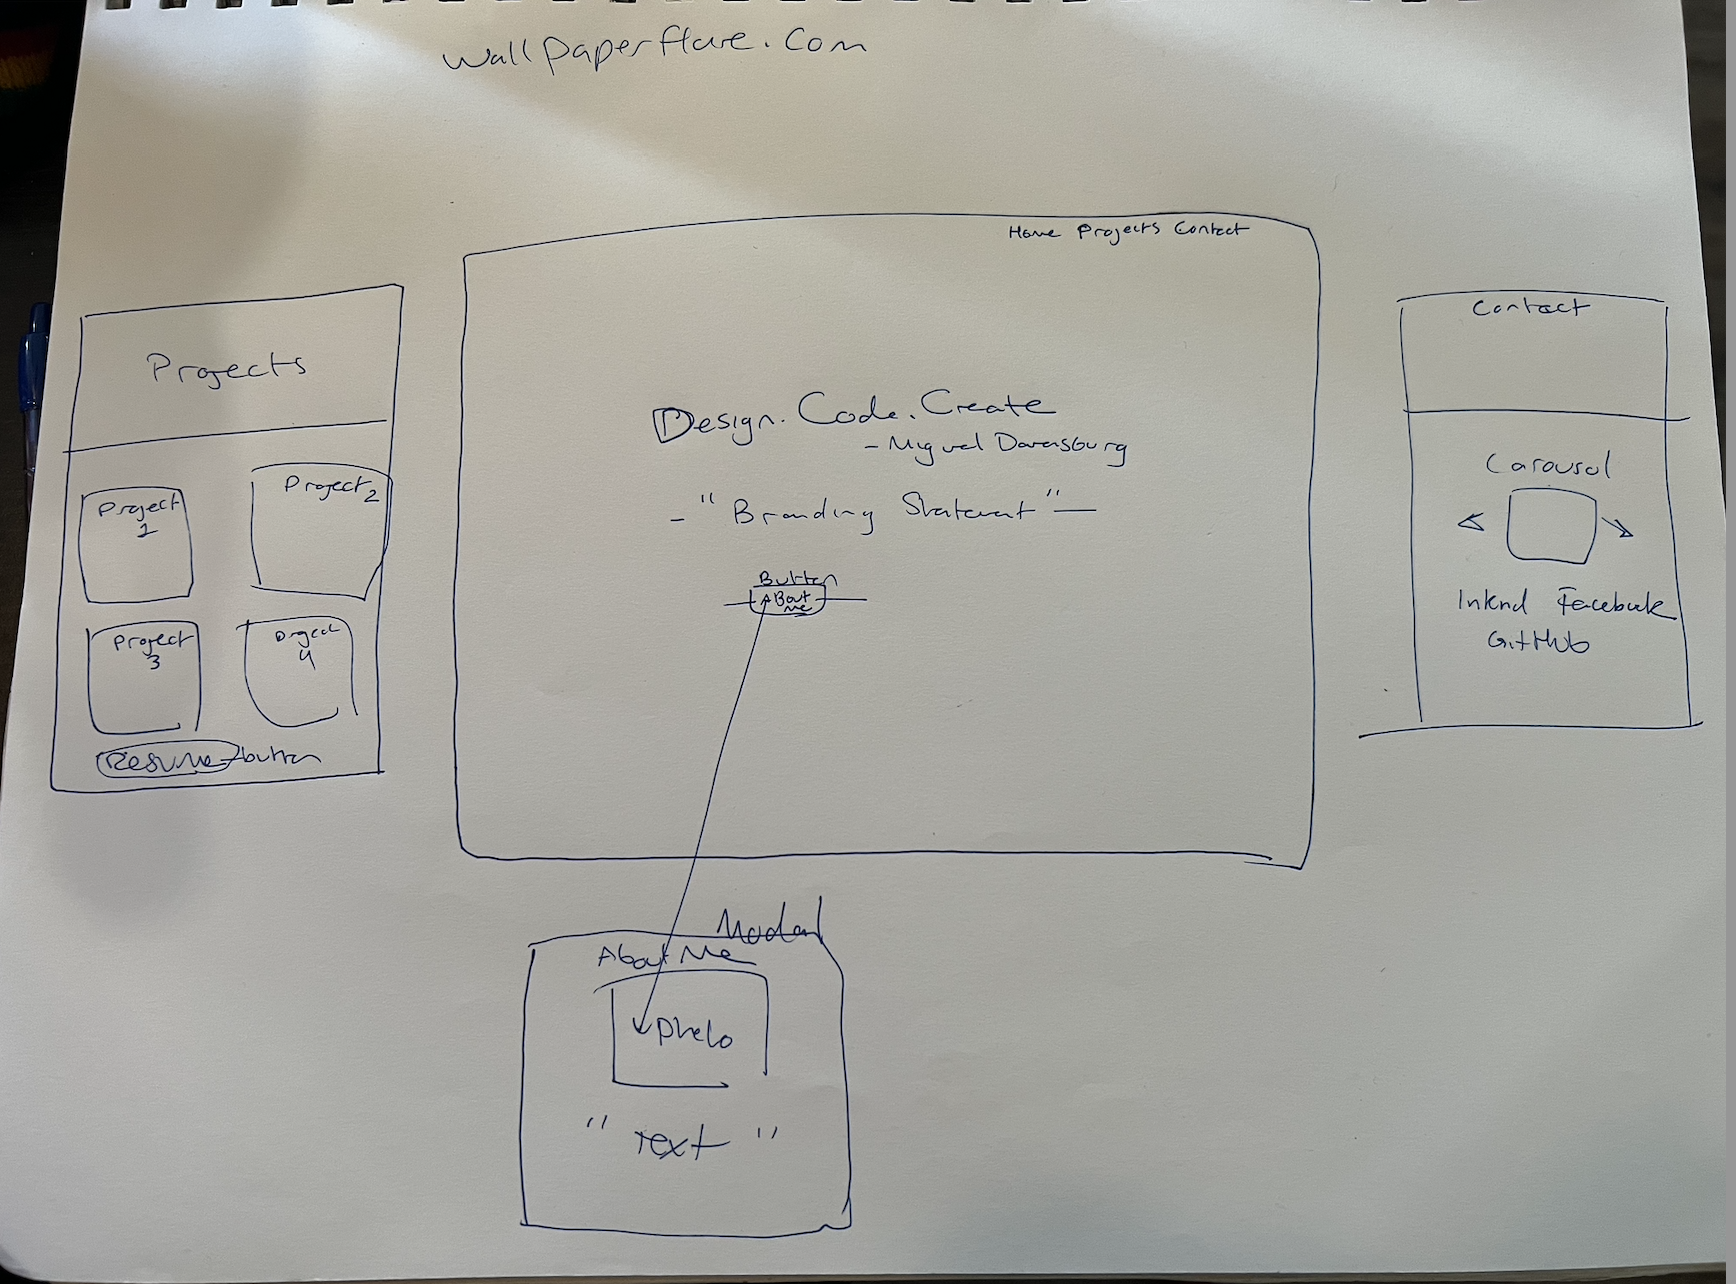 wallpaperflare.com
Home Projects Contact
Design. Code. Create
- Miguel Darensburg
- "Branding Statement" -
Button
About
me
Projects
Project
1
Project
2
Project
3
Project
4
Resume button
Contact
Carousel
Facebook
GitHub
Modal
About Me
Photo
" Text "